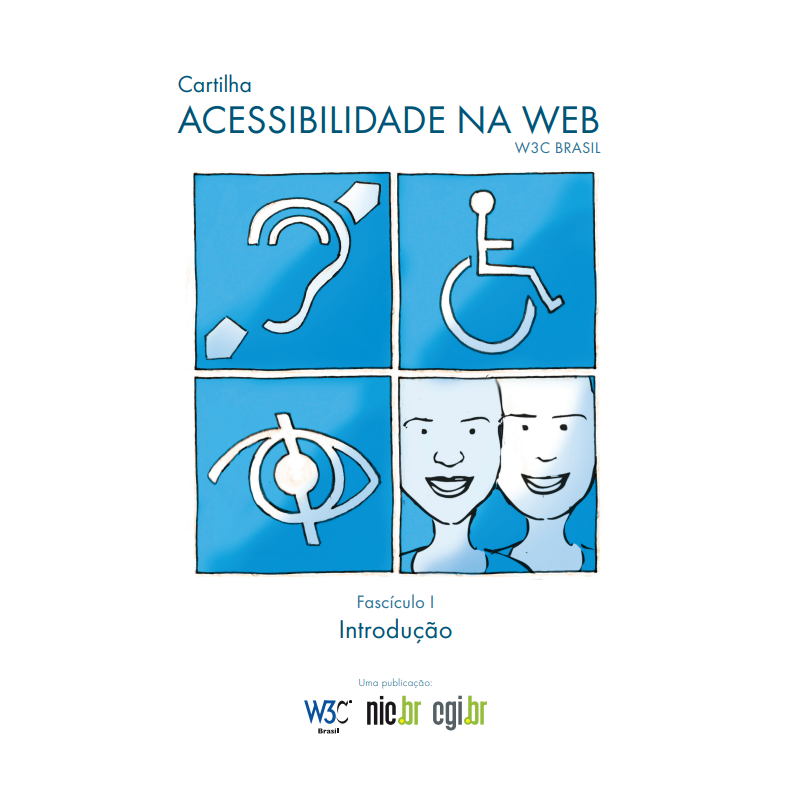 Cartilha
ACESSIBILIDADE NA WEB
W3C BRASIL
Fascículo I
Introdução
Uma publicação:
W3C nic.br cgi.br
Brasil